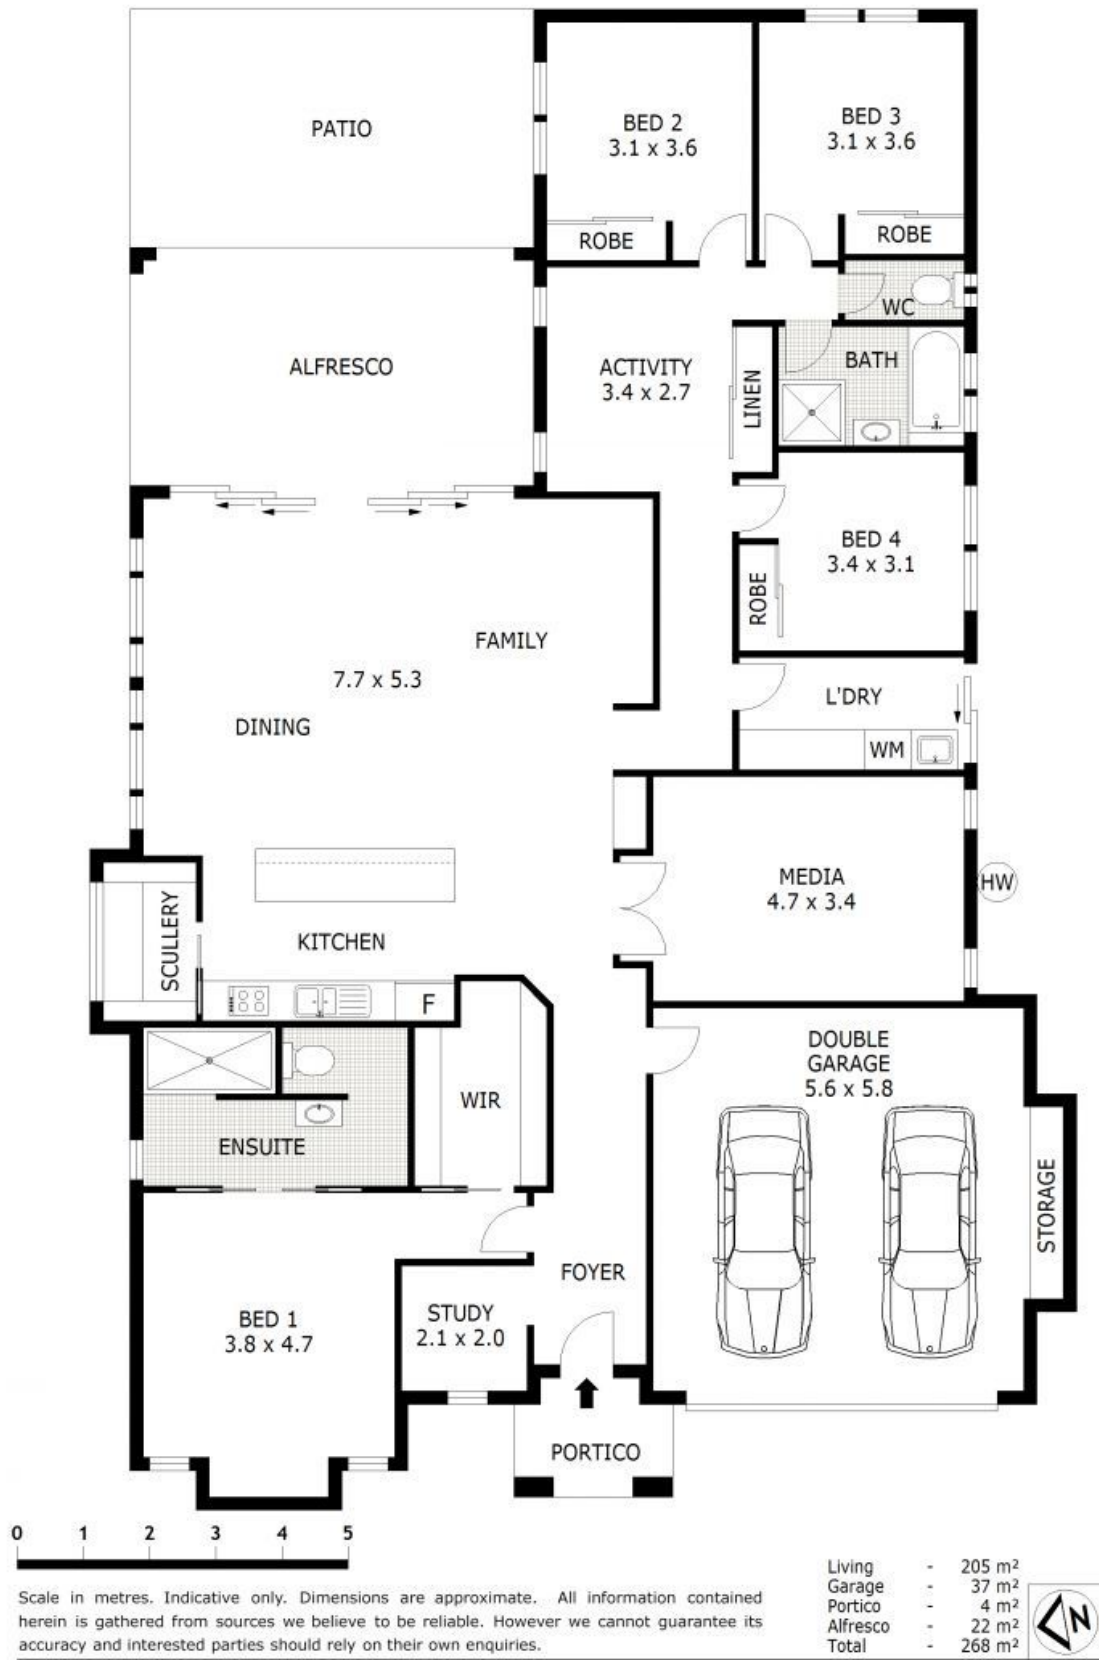 PATIO
BED 2
3.1 x 3.6
BED 3
3.1 x 3.6
ROBE
ROBE
WC
ALFRESCO
ACTIVITY
3.4 x 2.7
LINEN
BATH
BED 4
3.4 x 3.1
ROBE
FAMILY
7.7 x 5.3
DINING
L'DRY
WM
MEDIA
4.7 x 3.4
HW
SCULLERY
KITCHEN
F
DOUBLE
GARAGE
5.6 x 5.8
WIR
ENSUITE
STORAGE
FOYER
BED 1
3.8 x 4.7
STUDY
2.1 x 2.0
PORTICO
0 1 2 3 4 5
Scale in metres. Indicative only. Dimensions are approximate. All information contained
herein is gathered from sources we believe to be reliable. However we cannot guarantee its
accuracy and interested parties should rely on their own enquiries.
Living - 205 m²
Garage - 37 m²
Portico - 4 m²
Alfresco - 22 m²
Total - 268 m²
N